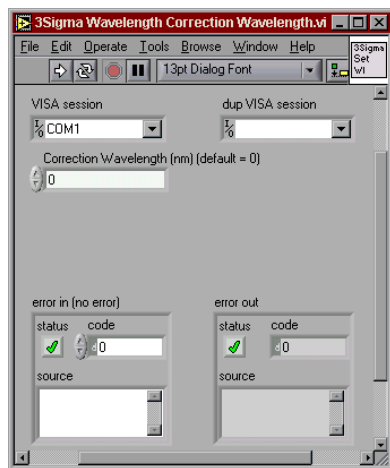 3Sigma Wavelength Correction Wavelength.vi
File Edit Operate Tools Browse Window Help
3Sigma
Set
Wl
13pt Dialog Font
VISA session
dup VISA session
I/O COM1
I/O
Correction Wavelength (nm) (default = 0)
0
error in (no error)
error out
status code
status code
d 0
d 0
source
source